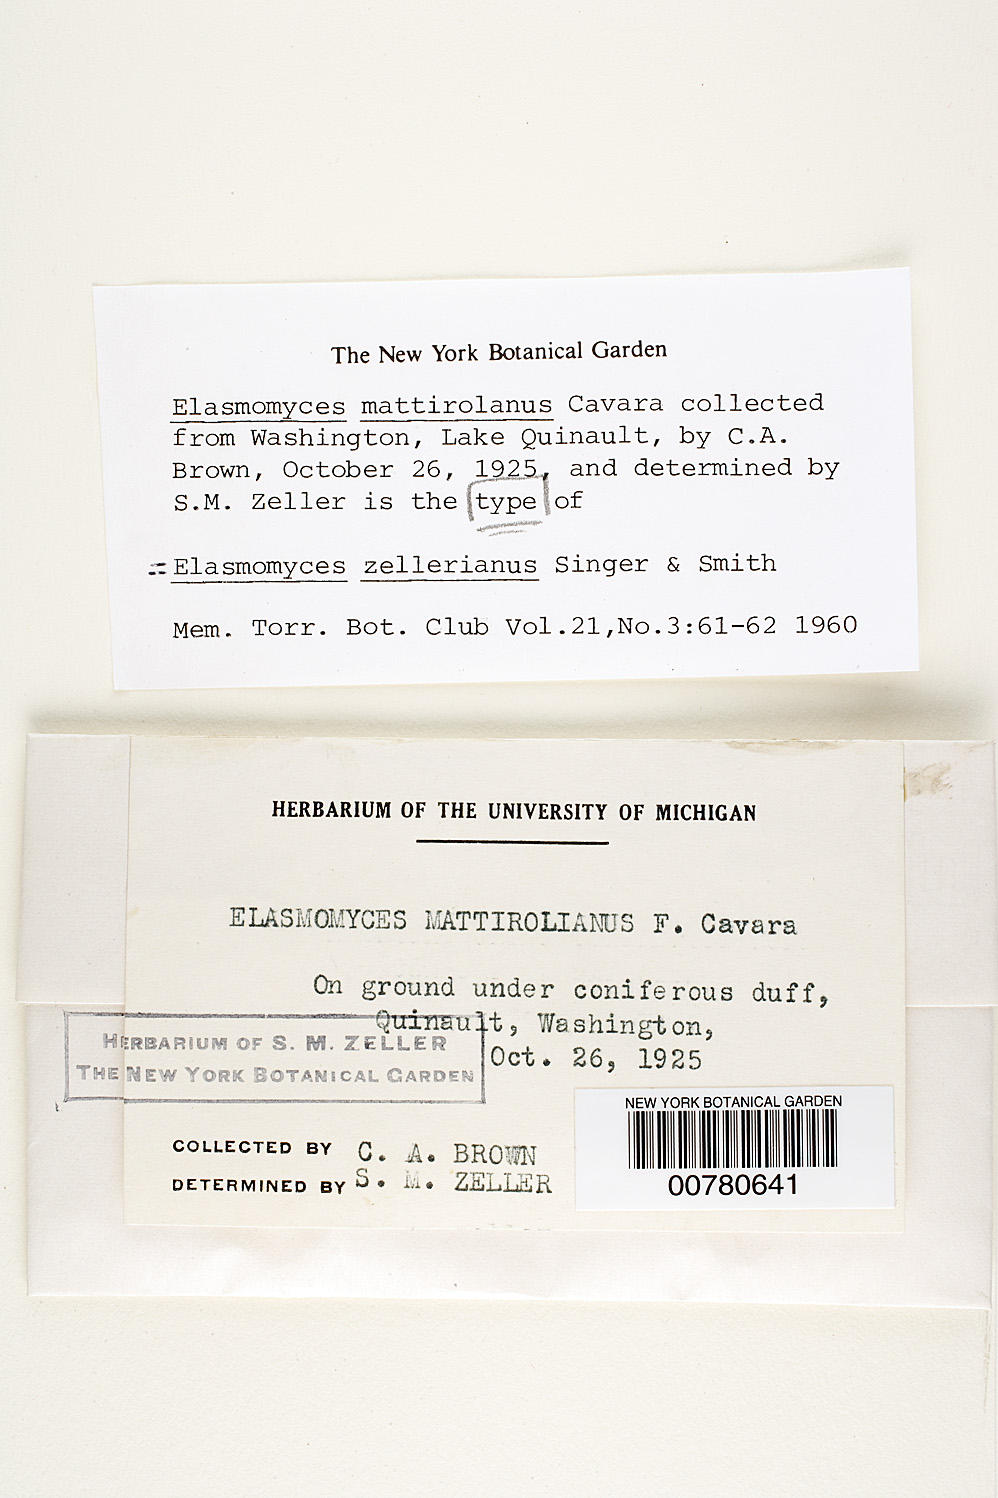 The New York Botanical Garden
Elasmomyces mattirolanus Cavara collected
from Washington, Lake Quinault, by C.A.
Brown, October 26, 1925, and determined by
S.M. Zeller is the type of
= Elasmomyces zellerianus Singer & Smith
Mem. Torr. Bot. Club Vol.21,No.3:61-62 1960
HERBARIUM OF THE UNIVERSITY OF MICHIGAN
ELASMOMYCES MATTIROLIANUS F. Cavara
On ground under coniferous duff,
Quinault, Washington,
Oct. 26, 1925
HERBARIUM OF S. M. ZELLER
THE NEW YORK BOTANICAL GARDEN
COLLECTED BY C. A. BROWN
DETERMINED BY S. M. ZELLER
NEW YORK BOTANICAL GARDEN
00780641